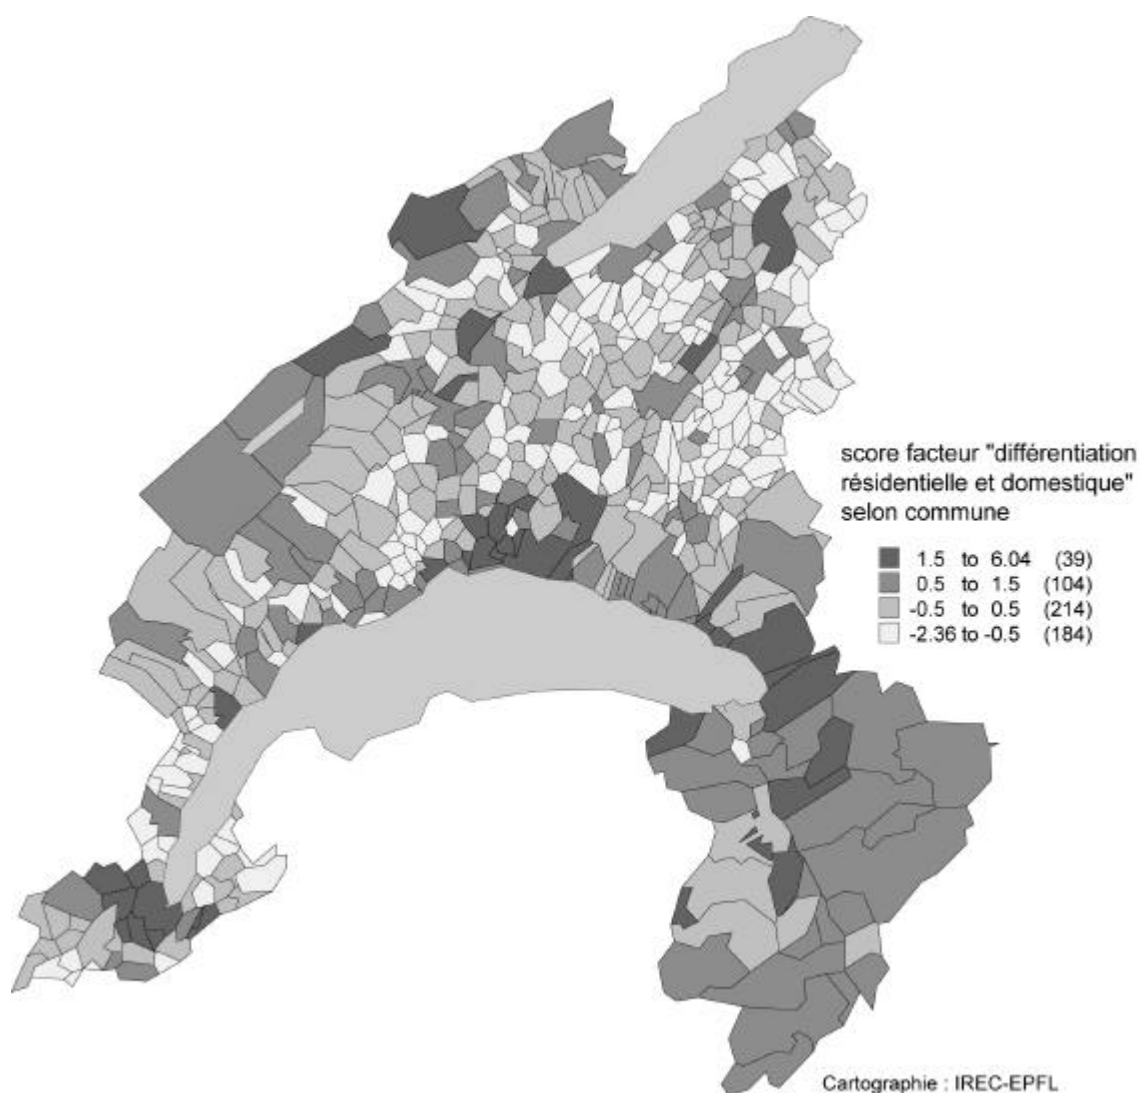 score facteur "différentiation
résidentielle et domestique"
selon commune
1.5 to 6.04 (39)
0.5 to 1.5 (104)
-0.5 to 0.5 (214)
-2.36 to -0.5 (184)
Cartographie : IREC-EPFL